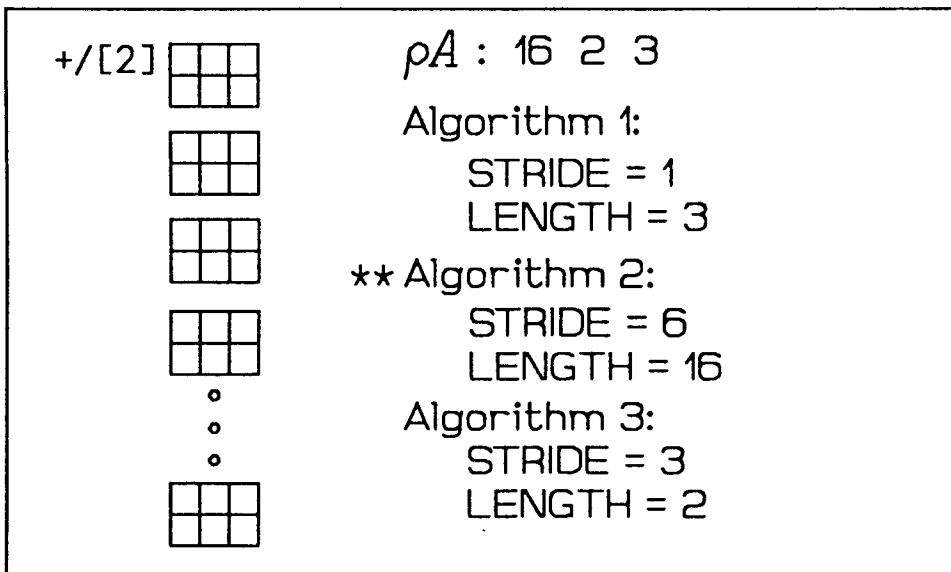 +/[2]
ρA : 16 2 3
Algorithm 1:
STRIDE = 1
LENGTH = 3
** Algorithm 2:
STRIDE = 6
LENGTH = 16
Algorithm 3:
STRIDE = 3
LENGTH = 2